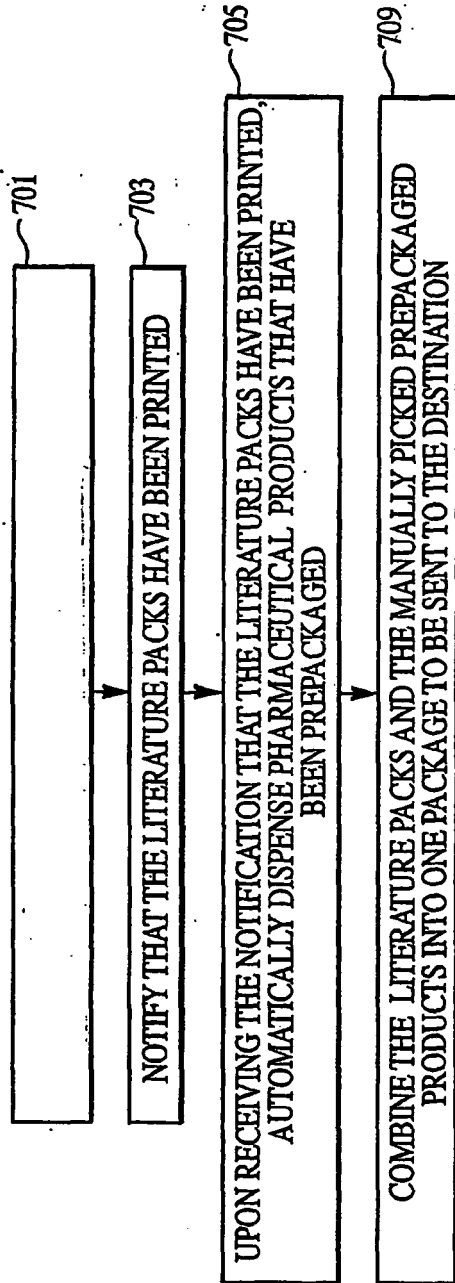 701
703
NOTIFY THAT THE LITERATURE PACKS HAVE BEEN PRINTED
705
UPON RECEIVING THE NOTIFICATION THAT THE LITERATURE PACKS HAVE BEEN PRINTED,
AUTOMATICALLY DISPENSE PHARMACEUTICAL PRODUCTS THAT HAVE
BEEN PREPACKAGED
709
COMBINE THE LITERATURE PACKS AND THE MANUALLY PICKED PREPACKAGED
PRODUCTS INTO ONE PACKAGE TO BE SENT TO THE DESTINATION